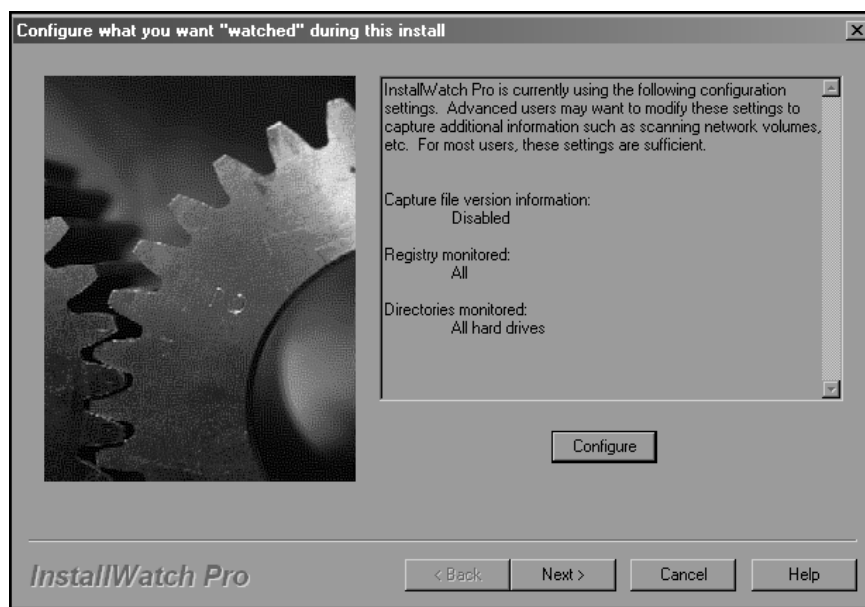 Configure what you want "watched" during this install
InstallWatch Pro is currently using the following configuration
settings. Advanced users may want to modify these settings to
capture additional information such as scanning network volumes,
etc. For most users, these settings are sufficient.
Capture file version information:
Disabled
Registry monitored:
All
Directories monitored:
All hard drives
Configure
InstallWatch Pro
< Back
Next >
Cancel
Help